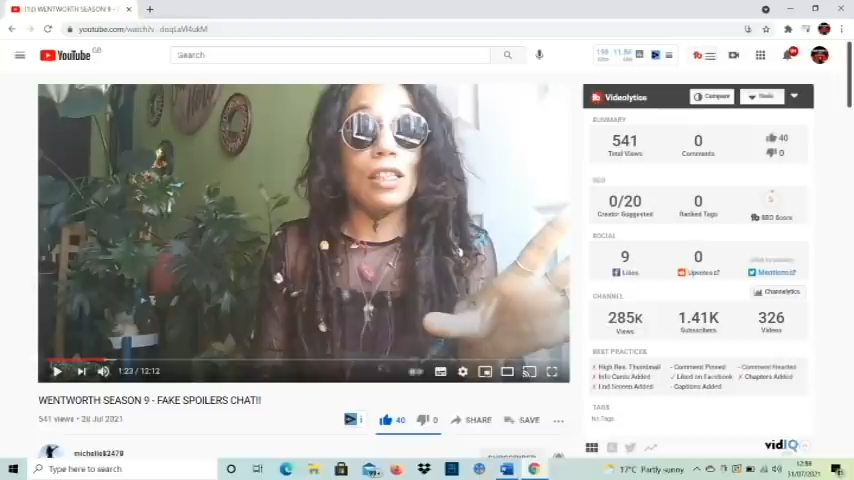 (10) WENTWORTH SEASON 9 -
youtube.com/watch?v
YouTube GB
Search
Videolytics
Compare
Tools
SUMMARY
541
Total Views
0
Comments
40
0
SEO
0/20
Creator Suggested
0
Ranked Tags
SEO Score
SOCIAL
9
Likes
0
Upvotes
Mentions
CHANNEL
Channelytics
285K
Views
1.41K
Subscribers
326
Videos
BEST PRACTICES
x High Res. Thumbnail
- Comment Pinned
- Comment Hearted
x Info Cards Added
✓ Liked on Facebook
x Chapters Added
x End Screen Added
- Captions Added
TAGS
No Tags
vidIQ
1:23 / 12:12
WENTWORTH SEASON 9 - FAKE SPOILERS CHAT!!
541 views • 28 Jul 2021
40
0
SHARE
SAVE
michelle82479
SUBSCRIBED
Type here to search
17°C Partly sunny
12:58
31/07/2021